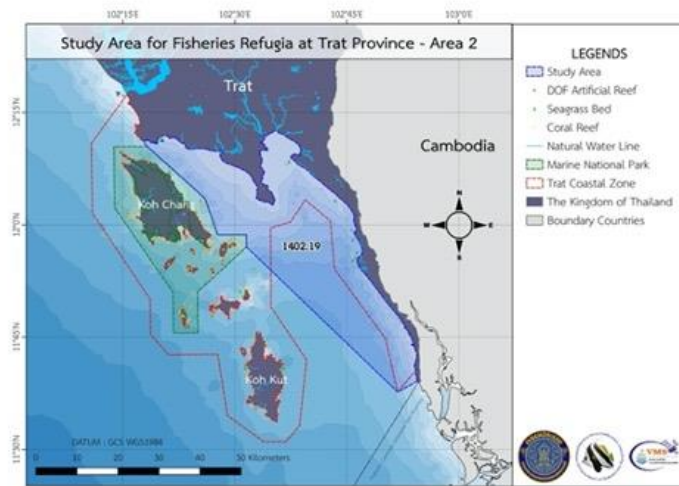 102°15'E 102°30'E 102°45'E 103°0'E
Study Area for Fisheries Refugia at Trat Province - Area 2
LEGENDS
Study Area
DOF Artificial Reef
Seagrass Bed
Coral Reef
Natural Water Line
Marine National Park
Trat Coastal Zone
The Kingdom of Thailand
Boundary Countries
Trat
12°15'N
Cambodia
Koh Chang
N
W E
S
12°0'N
1402.19
11°45'N
Koh Kut
11°30'N
DATUM : GCS WGS1984
0 10 20 30 40 50 Kilometers
VMS